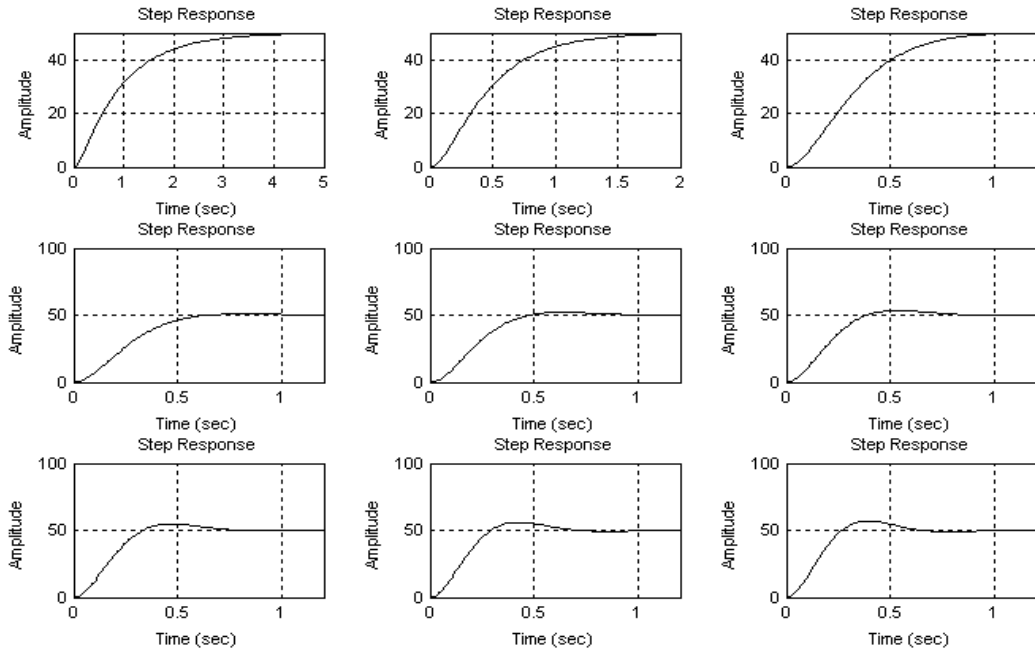 Step Response
Step Response
Step Response
Amplitude
40
20
0
Amplitude
40
20
0
Amplitude
40
20
0
0 1 2 3 4 5
0 0.5 1 1.5 2
0 0.5 1
Time (sec)
Time (sec)
Time (sec)
Step Response
Step Response
Step Response
Amplitude
100
50
0
Amplitude
100
50
0
Amplitude
100
50
0
0 0.5 1
0 0.5 1
0 0.5 1
Time (sec)
Time (sec)
Time (sec)
Step Response
Step Response
Step Response
Amplitude
100
50
0
Amplitude
100
50
0
Amplitude
100
50
0
0 0.5 1
0 0.5 1
0 0.5 1
Time (sec)
Time (sec)
Time (sec)